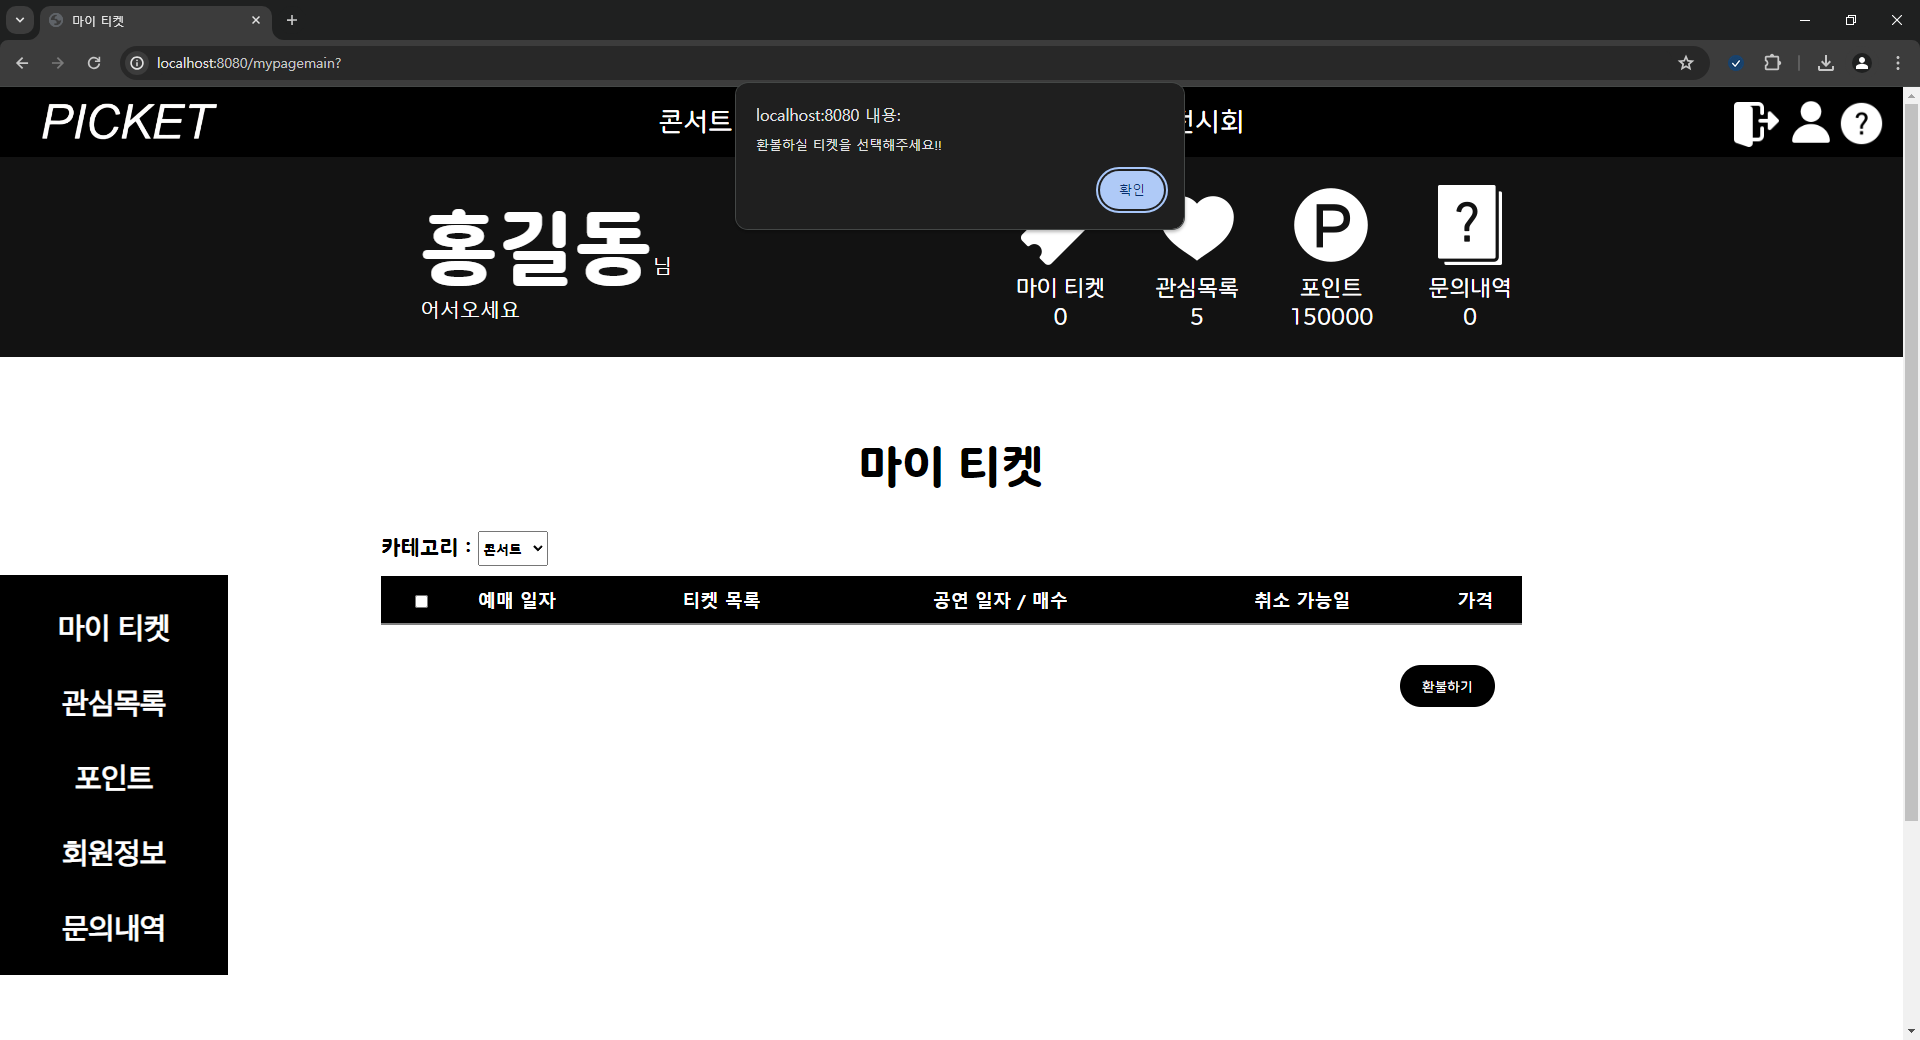 마이 티켓
localhost:8080/mypagemain?
PICKET
콘서트
전시회
localhost:8080 내용:
환불하실 티켓을 선택해주세요!!
확인
홍길동 님
어서오세요
마이 티켓
0
관심목록
5
포인트
150000
문의내역
0
마이 티켓
카테고리 : 콘서트
예매 일자 티켓 목록 공연 일자 / 매수 취소 가능일 가격
환불하기
마이 티켓
관심목록
포인트
회원정보
문의내역